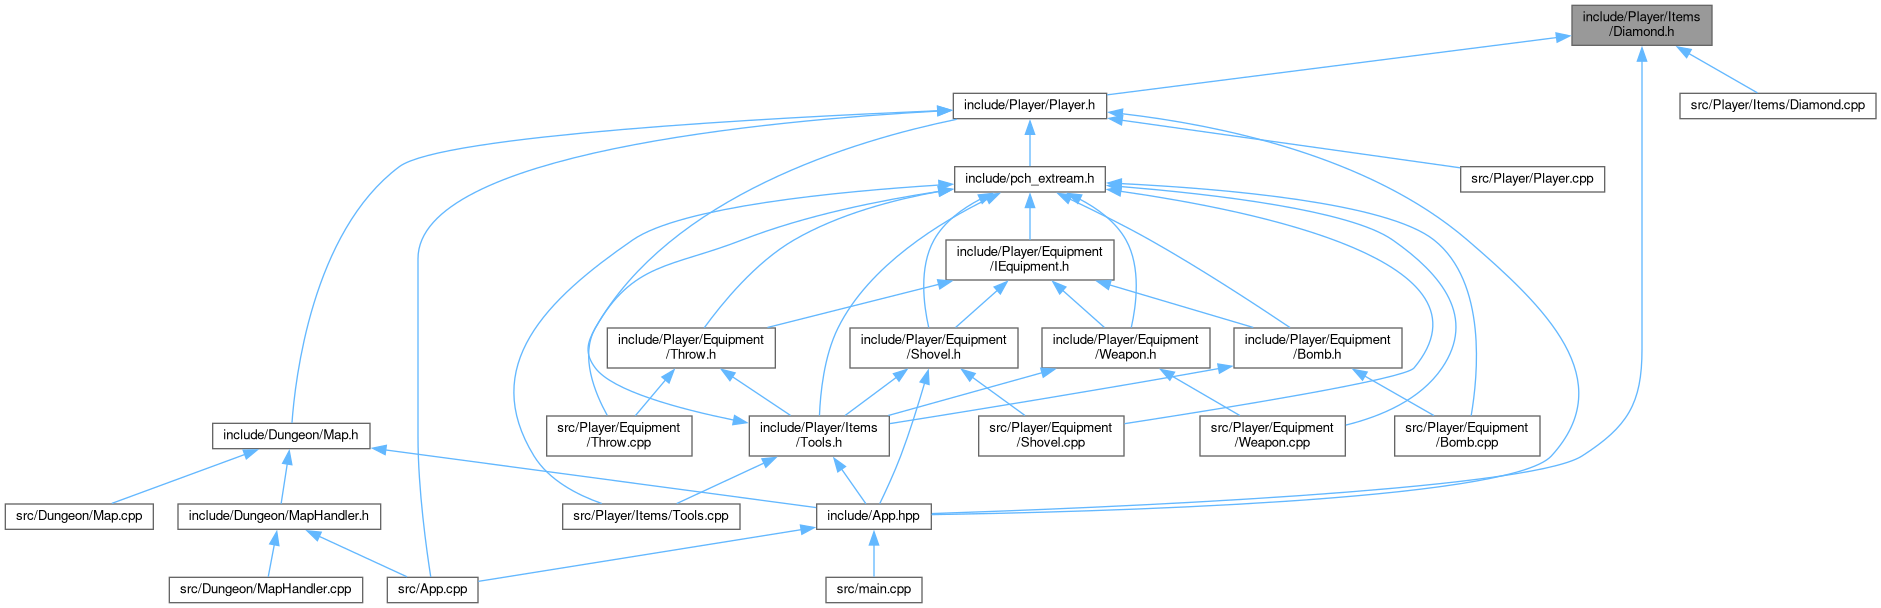 include/Player/Items
/Diamond.h
include/Player/Player.h
src/Player/Items/Diamond.cpp
include/pch_extream.h
src/Player/Player.cpp
include/Player/Equipment
/IEquipment.h
include/Player/Equipment
/Throw.h
include/Player/Equipment
/Shovel.h
include/Player/Equipment
/Weapon.h
include/Player/Equipment
/Bomb.h
include/Dungeon/Map.h
src/Player/Equipment
/Throw.cpp
include/Player/Items
/Tools.h
src/Player/Equipment
/Shovel.cpp
src/Player/Equipment
/Weapon.cpp
src/Player/Equipment
/Bomb.cpp
src/Dungeon/Map.cpp
include/Dungeon/MapHandler.h
src/Player/Items/Tools.cpp
include/App.hpp
src/Dungeon/MapHandler.cpp
src/App.cpp
src/main.cpp